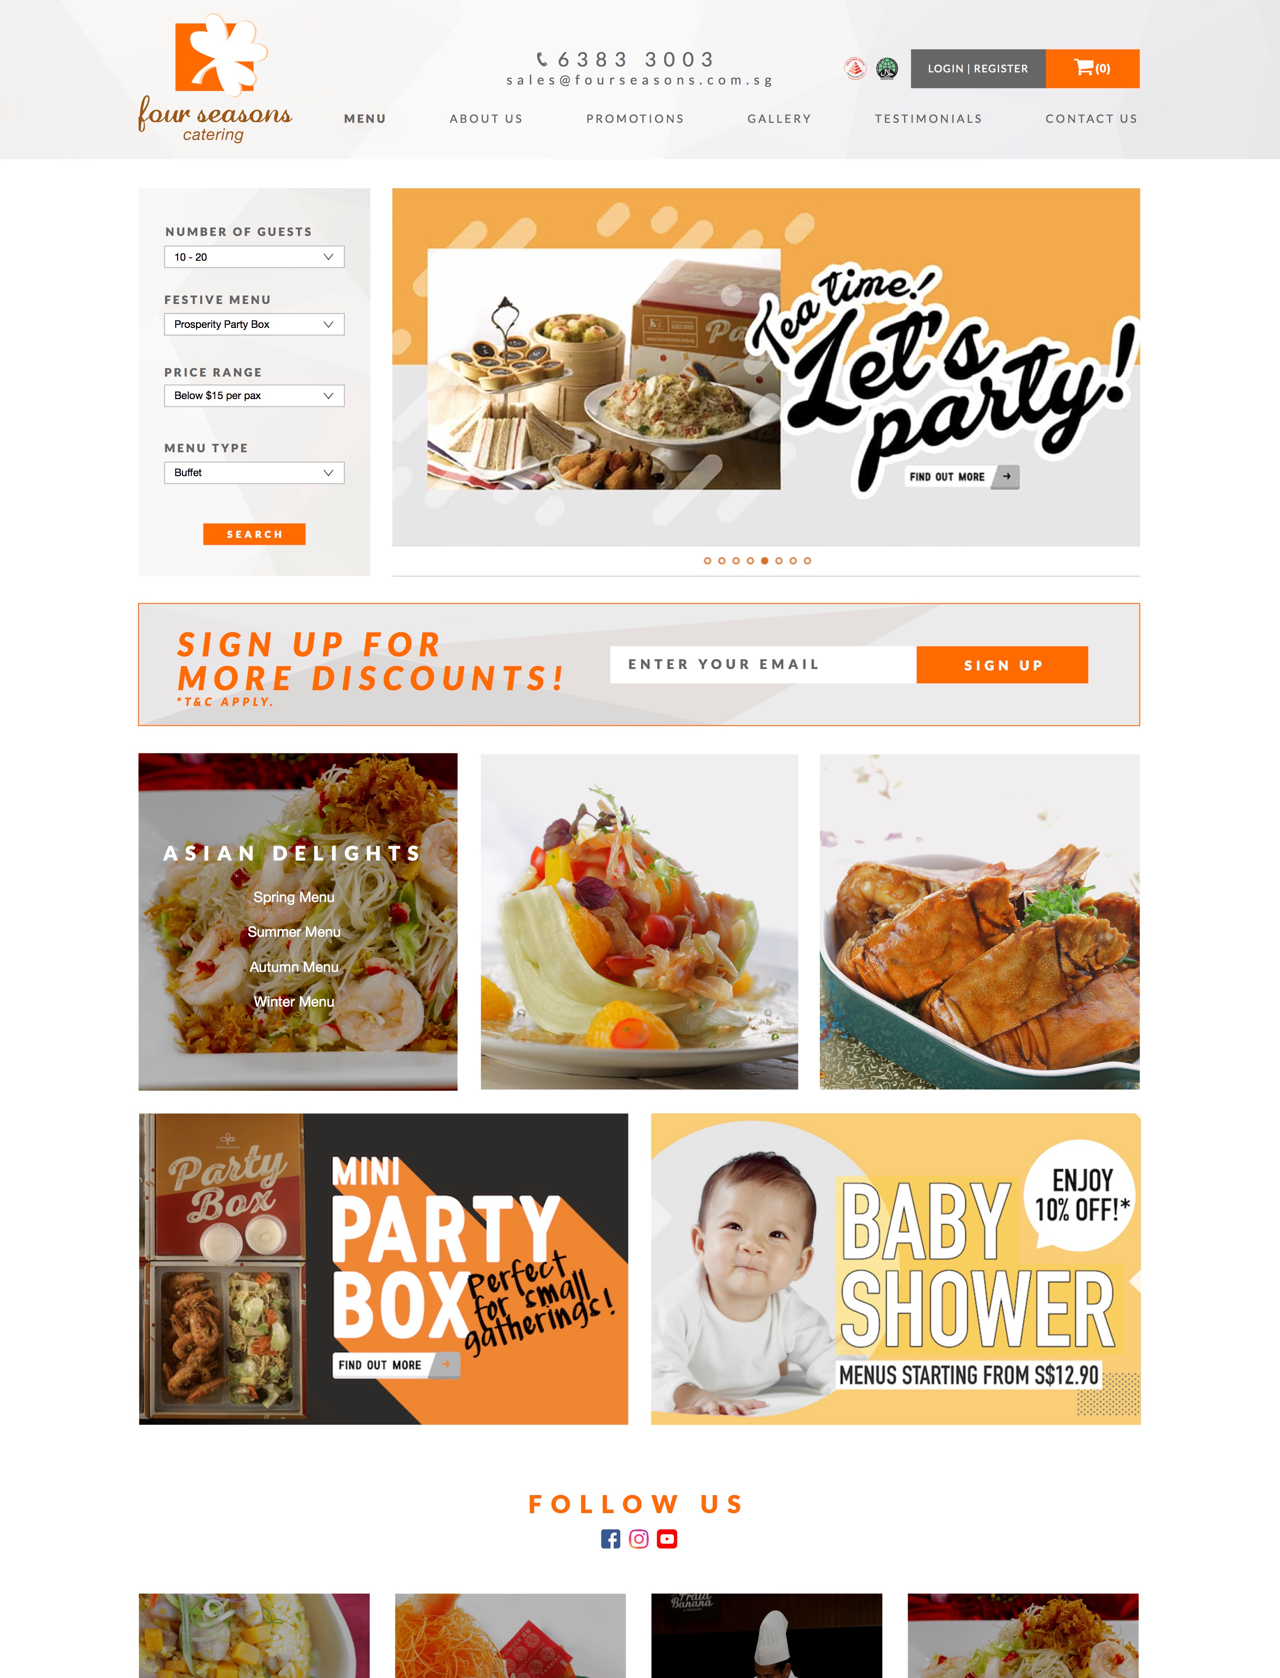 four seasons
catering
6383 3003
sales@fourseasons.com.sg
LOGIN | REGISTER
(0)
MENU
ABOUT US
PROMOTIONS
GALLERY
TESTIMONIALS
CONTACT US
NUMBER OF GUESTS
10 - 20
FESTIVE MENU
Prosperity Party Box
PRICE RANGE
Below $15 per pax
MENU TYPE
Buffet
SEARCH
Tea time!
Let's
party!
FIND OUT MORE
SIGN UP FOR
MORE DISCOUNTS!
*T&C APPLY.
ENTER YOUR EMAIL
SIGN UP
ASIAN DELIGHTS
Spring Menu
Summer Menu
Autumn Menu
Winter Menu
Party
Box
MINI
PARTY
BOX
Perfect
for small
gatherings!
FIND OUT MORE
ENJOY
10% OFF!*
BABY
SHOWER
MENUS STARTING FROM S$12.90
FOLLOW US
Prata
Banana